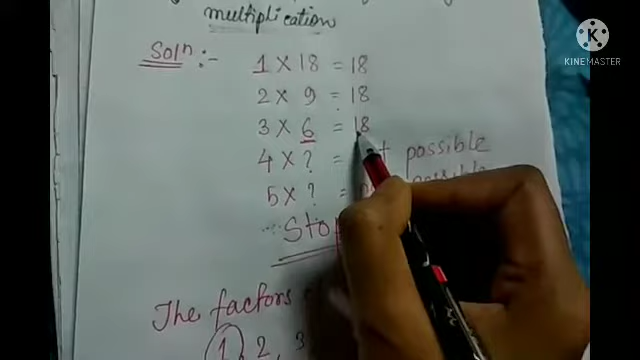 multiplication
Solⁿ :-
1 × 18 = 18
2 × 9 = 18
3 × 6 = 18
4 × ? = possible
5 × ? =
Stop
The factors
1, 2, 3
K
KINEMASTER